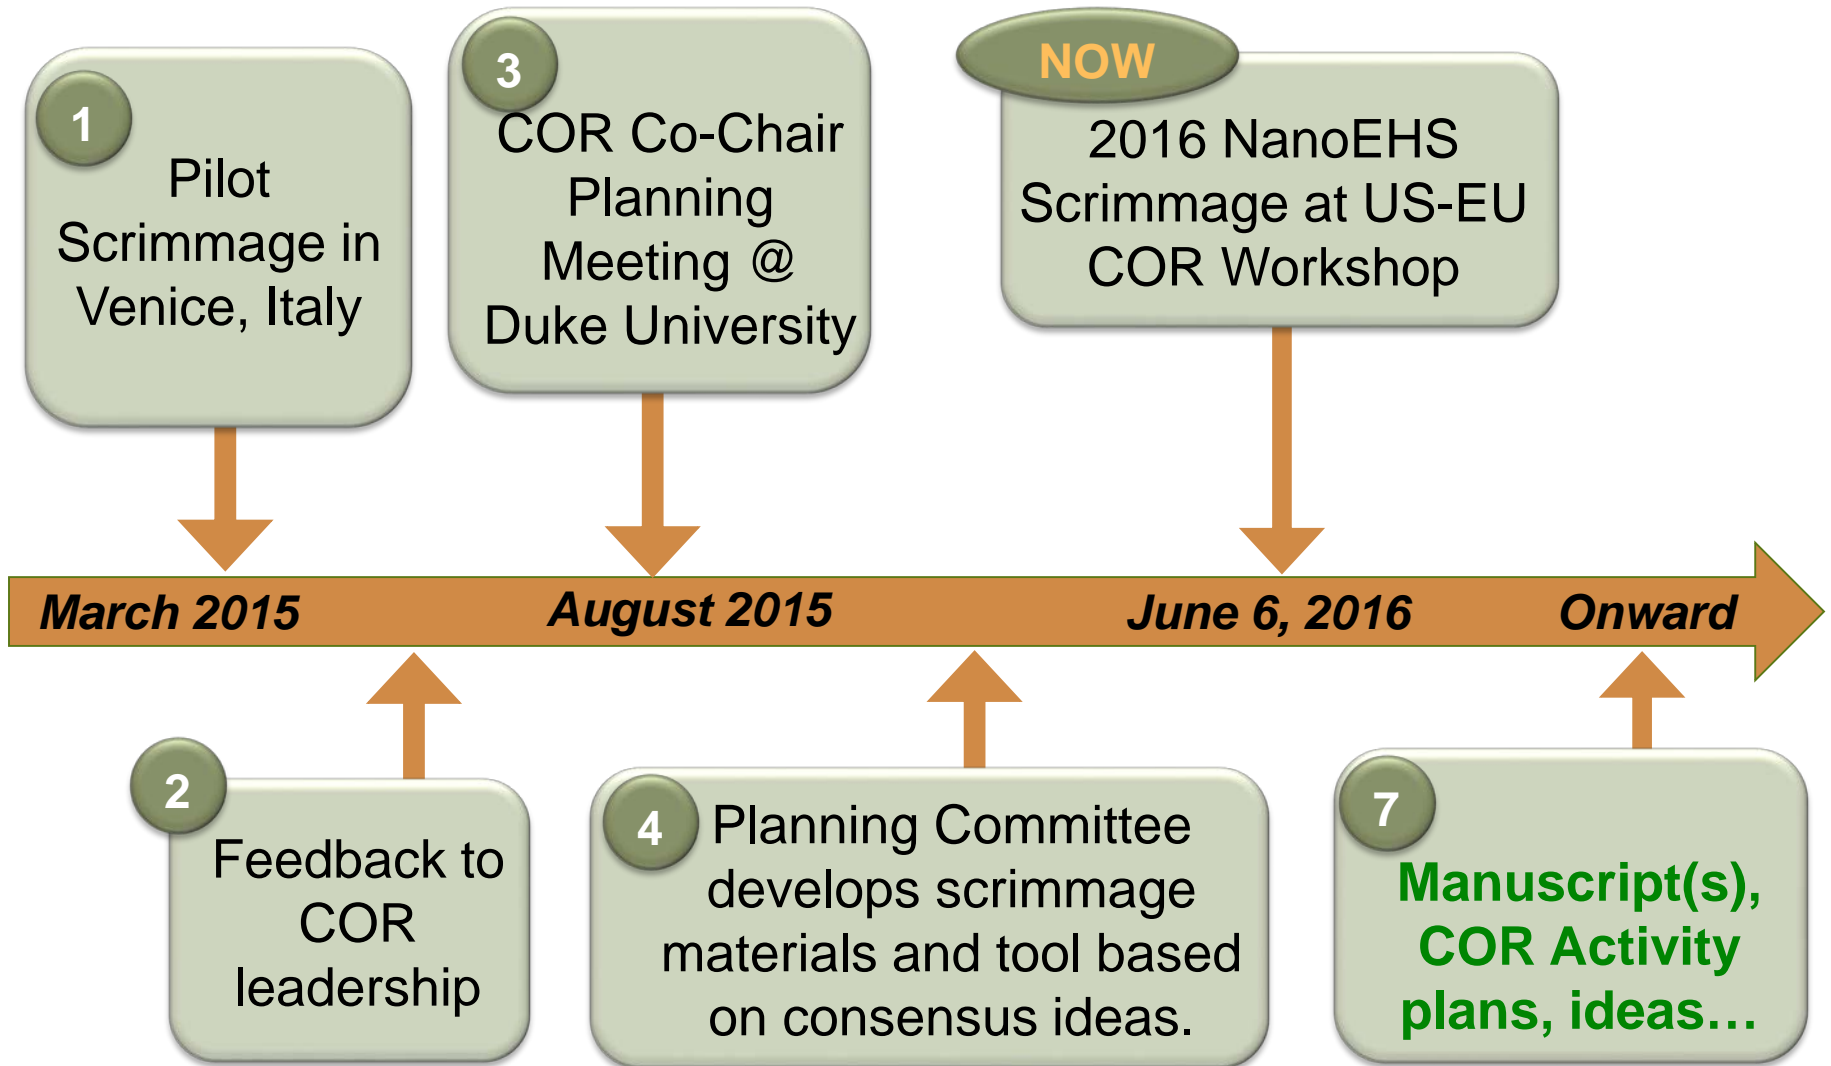 1
Pilot
Scrimmage in
Venice, Italy
3
COR Co-Chair
Planning
Meeting @
Duke University
NOW
2016 NanoEHS
Scrimmage at US-EU
COR Workshop
March 2015
August 2015
June 6, 2016
Onward
2
Feedback to
COR
leadership
4
Planning Committee
develops scrimmage
materials and tool based
on consensus ideas.
7
Manuscript(s),
COR Activity
plans, ideas…